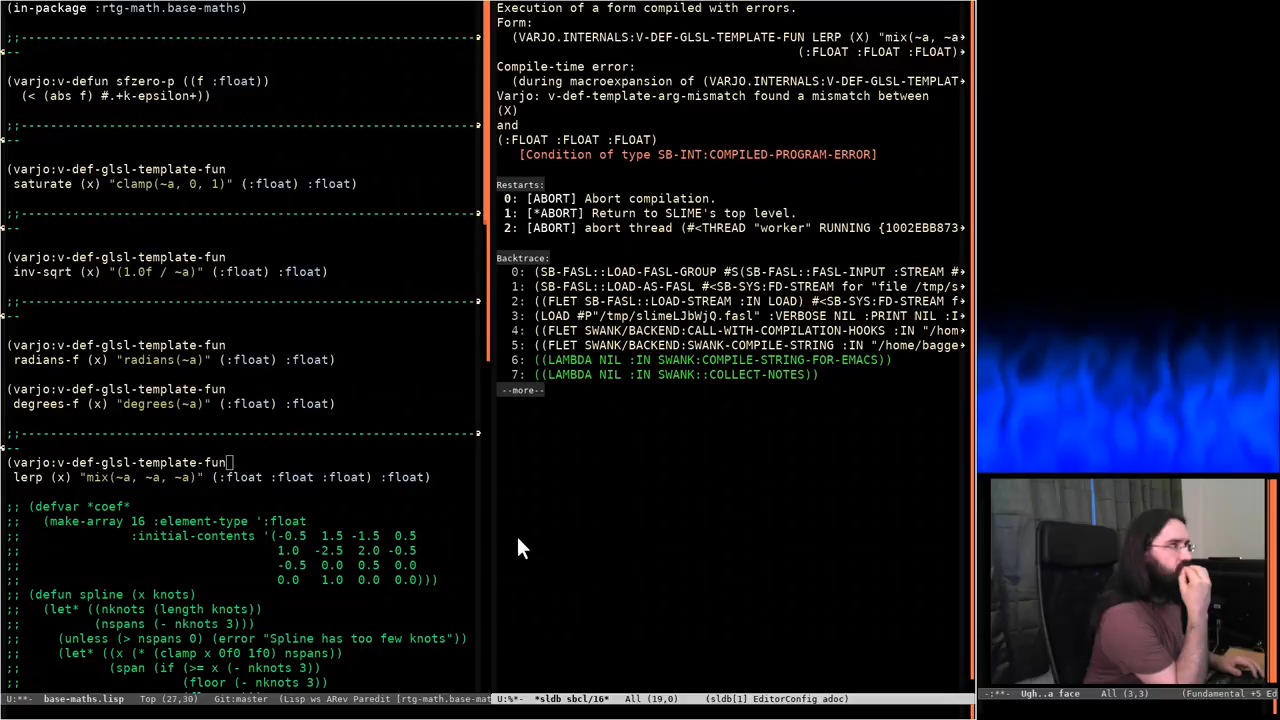 (in-package :rtg-math.base-maths)
;;----------------------------------------------------------------
--
(varjo:v-defun sfzero-p ((f :float))
  (< (abs f) #.+k-epsilon+))
;;----------------------------------------------------------------
--
(varjo:v-def-glsl-template-fun
 saturate (x) "clamp(~a, 0, 1)" (:float) :float)
;;----------------------------------------------------------------
--
(varjo:v-def-glsl-template-fun
 inv-sqrt (x) "(1.0f / ~a)" (:float) :float)
;;----------------------------------------------------------------
--
(varjo:v-def-glsl-template-fun
 radians-f (x) "radians(~a)" (:float) :float)
(varjo:v-def-glsl-template-fun
 degrees-f (x) "degrees(~a)" (:float) :float)
;;----------------------------------------------------------------
--
(varjo:v-def-glsl-template-fun
 lerp (x) "mix(~a, ~a, ~a)" (:float :float :float) :float)
;; (defvar *coef*
;;   (make-array 16 :element-type ':float
;;               :initial-contents '(-0.5  1.5 -1.5  0.5
;;                                   1.0  -2.5  2.0 -0.5
;;                                   -0.5  0.0  0.5  0.0
;;                                   0.0   1.0  0.0  0.0)))
;; (defun spline (x knots)
;;   (let* ((nknots (length knots))
;;          (nspans (- nknots 3)))
;;     (unless (> nspans 0) (error "Spline has too few knots"))
;;     (let* ((x (* (clamp x 0f0 1f0) nspans))
;;            (span (if (>= x (- nknots 3))
;;                      (floor (- nknots 3))
U:**-  base-maths.lisp   Top (27,30)   Git:master   (Lisp ws ARev Paredit [rtg-math.base-mat
Execution of a form compiled with errors.
Form:
  (VARJO.INTERNALS:V-DEF-GLSL-TEMPLATE-FUN LERP (X) "mix(~a, ~a
                                         (:FLOAT :FLOAT :FLOAT)
Compile-time error:
  (during macroexpansion of (VARJO.INTERNALS:V-DEF-GLSL-TEMPLAT
Varjo: v-def-template-arg-mismatch found a mismatch between
(X)
and
(:FLOAT :FLOAT :FLOAT)
   [Condition of type SB-INT:COMPILED-PROGRAM-ERROR]
Restarts:
 0: [ABORT] Abort compilation.
 1: [*ABORT] Return to SLIME's top level.
 2: [ABORT] abort thread (#<THREAD "worker" RUNNING {1002EBB873
Backtrace:
  0: (SB-FASL::LOAD-FASL-GROUP #S(SB-FASL::FASL-INPUT :STREAM #
  1: (SB-FASL::LOAD-AS-FASL #<SB-SYS:FD-STREAM for "file /tmp/s
  2: ((FLET SB-FASL::LOAD-STREAM :IN LOAD) #<SB-SYS:FD-STREAM f
  3: (LOAD #P"/tmp/slimeLJbWjQ.fasl" :VERBOSE NIL :PRINT NIL :I
  4: ((FLET SWANK/BACKEND:CALL-WITH-COMPILATION-HOOKS :IN "/hom
  5: ((FLET SWANK/BACKEND:SWANK-COMPILE-STRING :IN "/home/bagge
  6: ((LAMBDA NIL :IN SWANK:COMPILE-STRING-FOR-EMACS))
  7: ((LAMBDA NIL :IN SWANK::COLLECT-NOTES))
 --more--
U:%*-  *sldb sbcl/16*   All (19,0)     (sldb[1] EditorConfig adoc)
-:**-  Ugh..a face    All (3,3)      (Fundamental +5 Ed